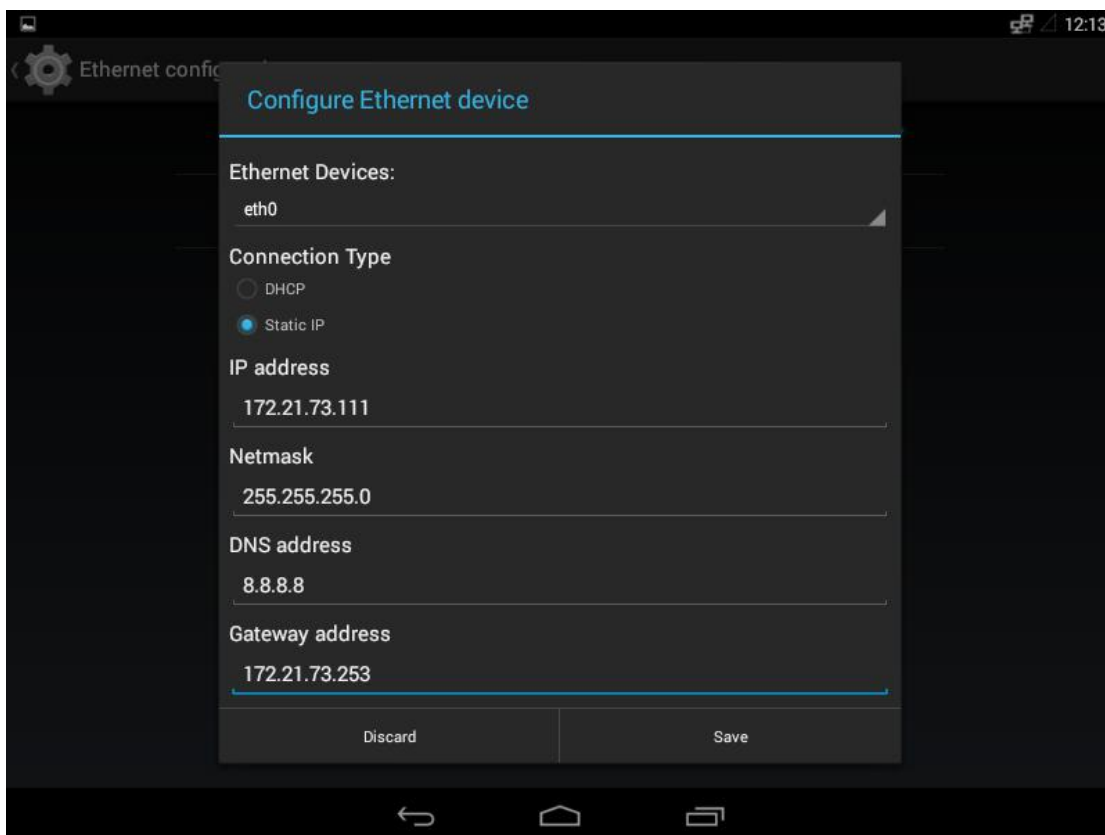 12:13
Ethernet config
Configure Ethernet device
Ethernet Devices:
eth0
Connection Type
DHCP
Static IP
IP address
172.21.73.111
Netmask
255.255.255.0
DNS address
8.8.8.8
Gateway address
172.21.73.253
Discard
Save